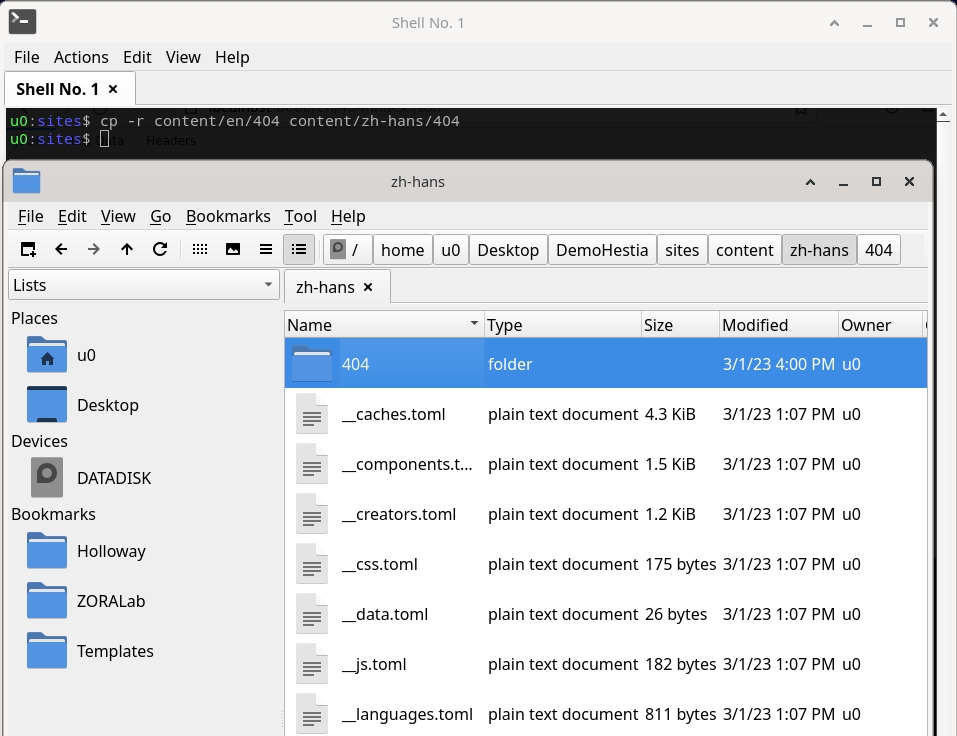 Shell No. 1
File Actions Edit View Help
Shell No. 1
u0:sites$ cp -r content/en/404 content/zh-hans/404
u0:sites$
Headers
zh-hans
File Edit View Go Bookmarks Tool Help
/ home u0 Desktop DemoHestia sites content zh-hans 404
Lists
zh-hans
Places
u0
Desktop
Devices
DATADISK
Bookmarks
Holloway
ZORALab
Templates
Name Type Size Modified Owner
404 folder 3/1/23 4:00 PM u0
__caches.toml plain text document 4.3 KiB 3/1/23 1:07 PM u0
__components.t... plain text document 1.5 KiB 3/1/23 1:07 PM u0
__creators.toml plain text document 1.2 KiB 3/1/23 1:07 PM u0
__css.toml plain text document 175 bytes 3/1/23 1:07 PM u0
__data.toml plain text document 26 bytes 3/1/23 1:07 PM u0
__js.toml plain text document 182 bytes 3/1/23 1:07 PM u0
__languages.toml plain text document 811 bytes 3/1/23 1:07 PM u0